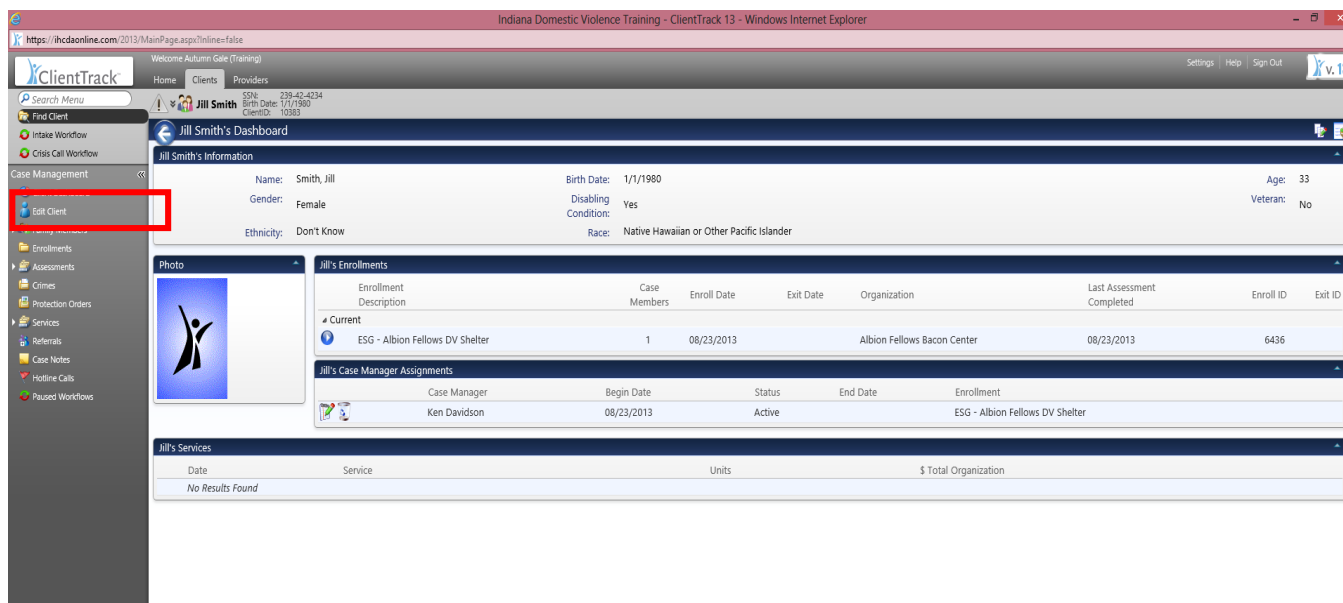 Indiana Domestic Violence Training - ClientTrack 13 - Windows Internet Explorer
https://ihcdaonline.com/2013/MainPage.aspx?Inline=false
ClientTrack
Welcome Autumn Gale (Training)
Settings | Help | Sign Out
Home Clients Providers
Search Menu
Find Client
Intake Workflow
Crisis Call Workflow
Case Management
Edit Client
Enrollments
Assessments
Crimes
Protection Orders
Services
Referrals
Case Notes
Hotline Calls
Paused Workflows
Jill Smith
SSN: 239-42-4234
Birth Date: 1/1/1980
ClientID: 10383
Jill Smith's Dashboard
Jill Smith's Information
Name: Smith, Jill Birth Date: 1/1/1980 Age: 33
Gender: Female Disabling Condition: Yes Veteran: No
Ethnicity: Don't Know Race: Native Hawaiian or Other Pacific Islander
Photo
Jill's Enrollments
Enrollment Description Case Members Enroll Date Exit Date Organization Last Assessment Completed Enroll ID Exit ID
Current
ESG - Albion Fellows DV Shelter 1 08/23/2013 Albion Fellows Bacon Center 08/23/2013 6436
Jill's Case Manager Assignments
Case Manager Begin Date Status End Date Enrollment
Ken Davidson 08/23/2013 Active ESG - Albion Fellows DV Shelter
Jill's Services
Date Service Units $ Total Organization
No Results Found